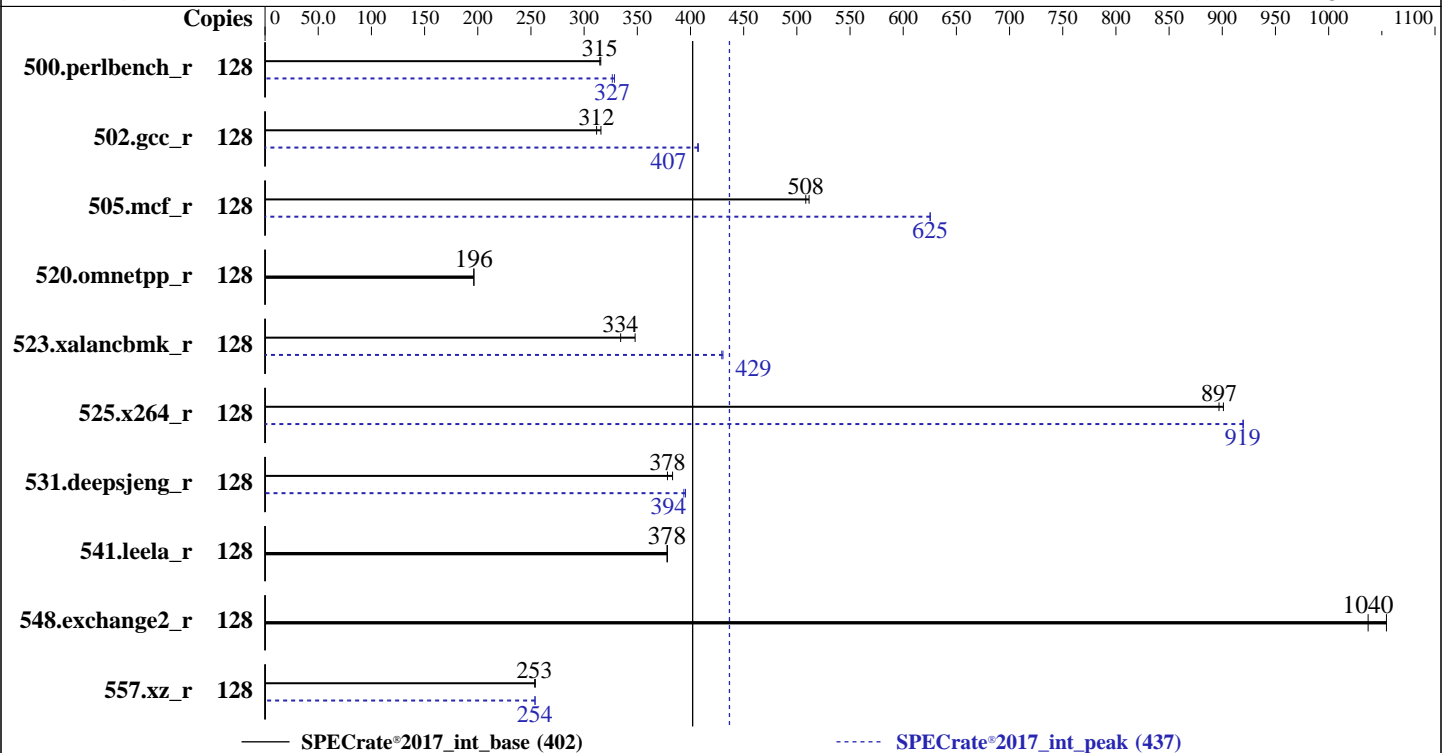 Copies 0 50.0 100 150 200 250 300 350 400 450 500 550 600 650 700 750 800 850 900 950 1000 1100
315
500.perlbench_r 128
327
312
502.gcc_r 128
407
508
505.mcf_r 128
625
196
520.omnetpp_r 128
334
523.xalancbmk_r 128
429
897
525.x264_r 128
919
378
531.deepsjeng_r 128
394
378
541.leela_r 128
1040
548.exchange2_r 128
253
557.xz_r 128
254
SPECrate®2017_int_base (402) SPECrate®2017_int_peak (437)